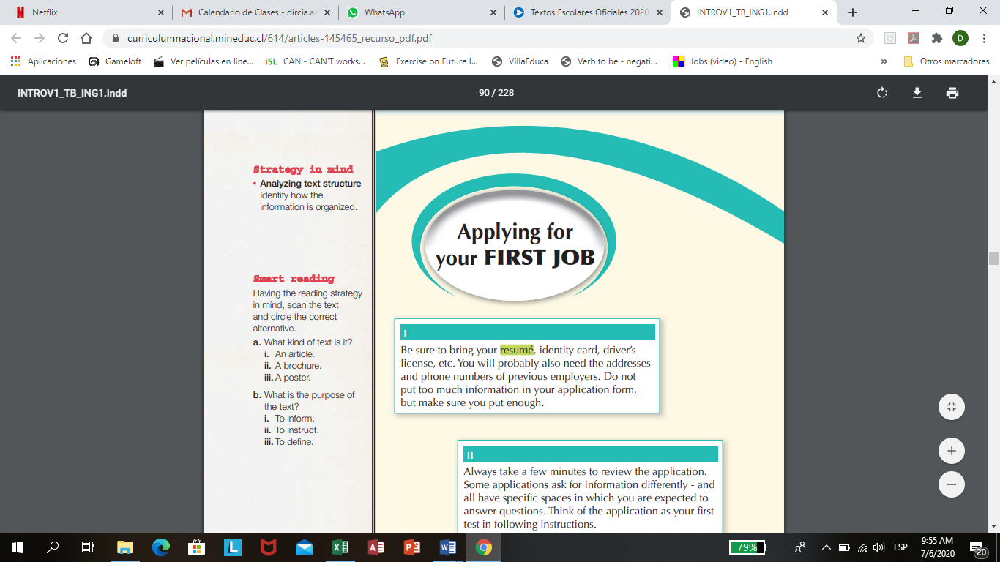 Netflix
Calendario de Clases - dircia.ar
WhatsApp
Textos Escolares Oficiales 2020
INTROV1_TB_ING1.indd
curriculumnacional.mineduc.cl/614/articles-145465_recurso_pdf.pdf
D
Aplicaciones
Gameloft
Ver películas en line...
iSL CAN - CAN'T works...
Exercise on Future I...
VillaEduca
Verb to be - negati...
Jobs (video) - English
»
Otros marcadores
INTROV1_TB_ING1.indd
90 / 228
Strategy in mind
• Analyzing text structure
Identify how the
information is organized.
Smart reading
Having the reading strategy
in mind, scan the text
and circle the correct
alternative.
a. What kind of text is it?
i. An article.
ii. A brochure.
iii. A poster.
b. What is the purpose of
the text?
i. To inform.
ii. To instruct.
iii. To define.
Applying for
your FIRST JOB
I
Be sure to bring your resumé, identity card, driver's
license, etc. You will probably also need the addresses
and phone numbers of previous employers. Do not
put too much information in your application form,
but make sure you put enough.
II
Always take a few minutes to review the application.
Some applications ask for information differently - and
all have specific spaces in which you are expected to
answer questions. Think of the application as your first
test in following instructions.
79%
ESP
9:55 AM
7/6/2020
20